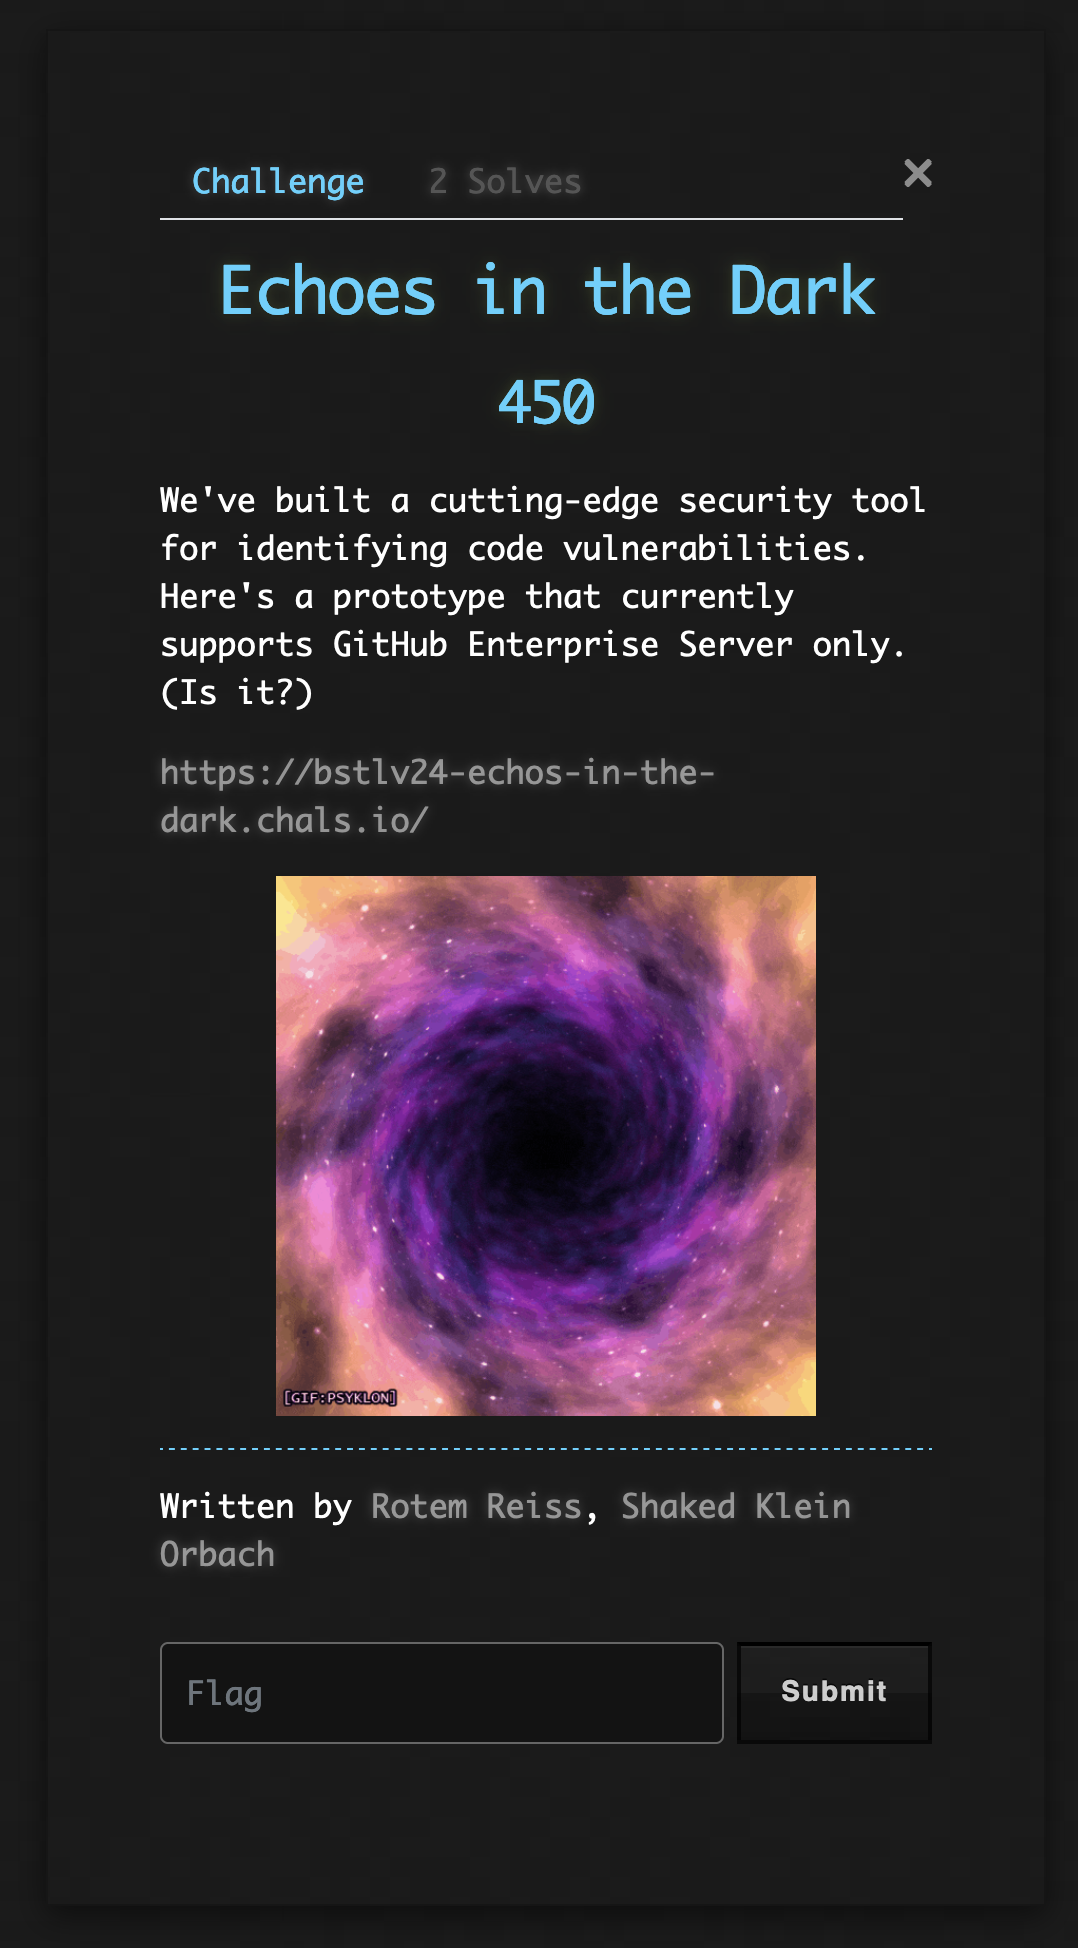 Challenge 2 Solves ×
Echoes in the Dark
450
We've built a cutting-edge security tool
for identifying code vulnerabilities.
Here's a prototype that currently
supports GitHub Enterprise Server only.
(Is it?)
https://bstlv24-echos-in-the-
dark.chals.io/
[GIF:PSYKLON]
Written by Rotem Reiss, Shaked Klein
Orbach
Flag Submit